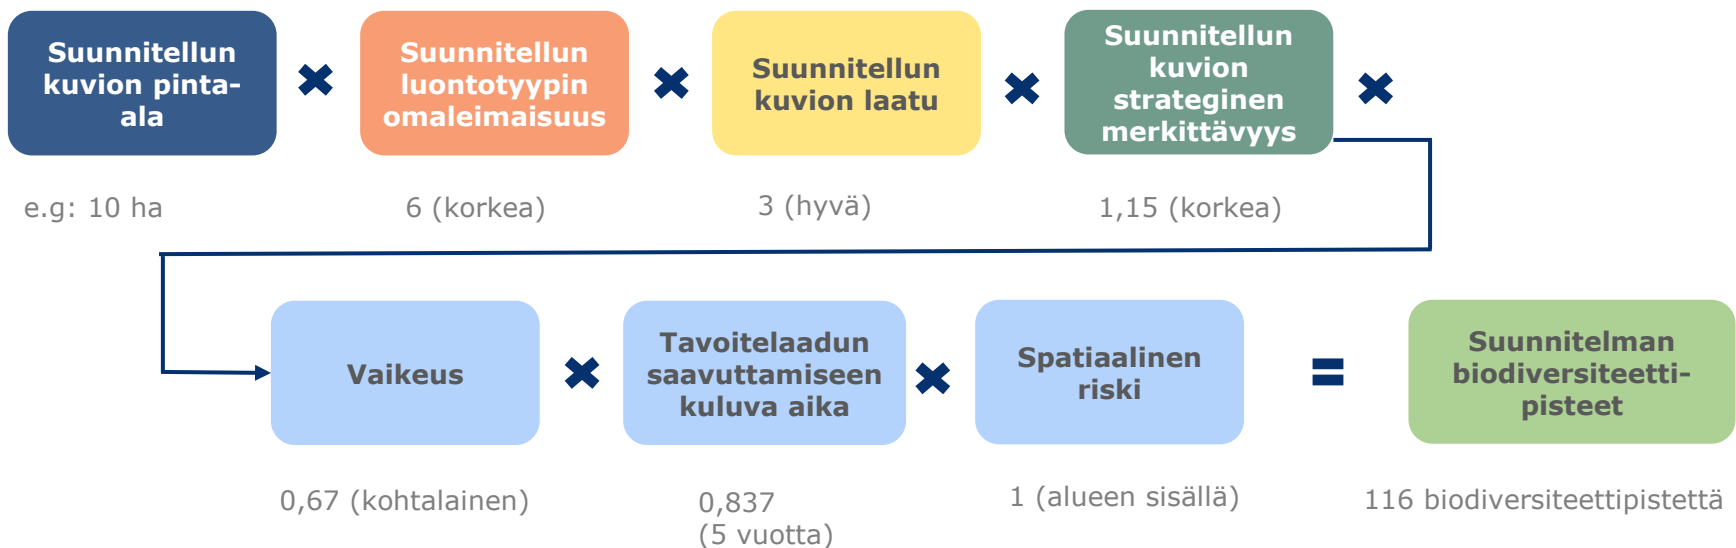 Suunnitellun
kuvion pinta-
ala
Suunnitellun
luontotyypin
omaleimaisuus
Suunnitellun
kuvion laatu
Suunnitellun
kuvion
strateginen
merkittävyys
e.g: 10 ha
6 (korkea)
3 (hyvä)
1,15 (korkea)
Vaikeus
Tavoitelaadun
saavuttamiseen
kuluva aika
Spatiaalinen
riski
Suunnitelman
biodiversiteetti-
pisteet
0,67 (kohtalainen)
0,837
(5 vuotta)
1 (alueen sisällä)
116 biodiversiteettipistettä